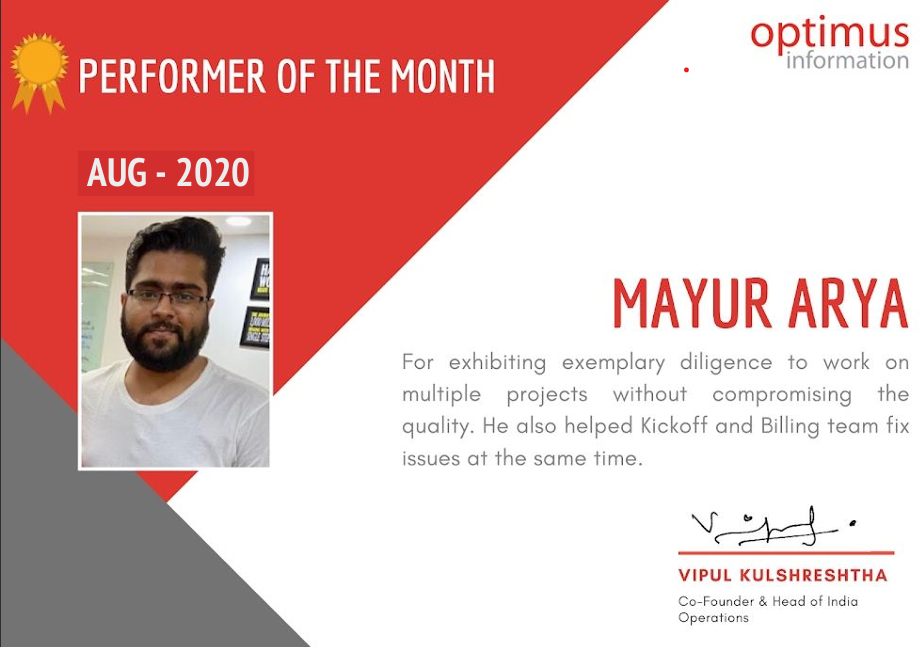 optimus
information
PERFORMER OF THE MONTH
AUG - 2020
MAYUR ARYA
For exhibiting exemplary diligence to work on
multiple projects without compromising the
quality. He also helped Kickoff and Billing team fix
issues at the same time.
VIPUL KULSHRESHTHA
Co-Founder & Head of India
Operations